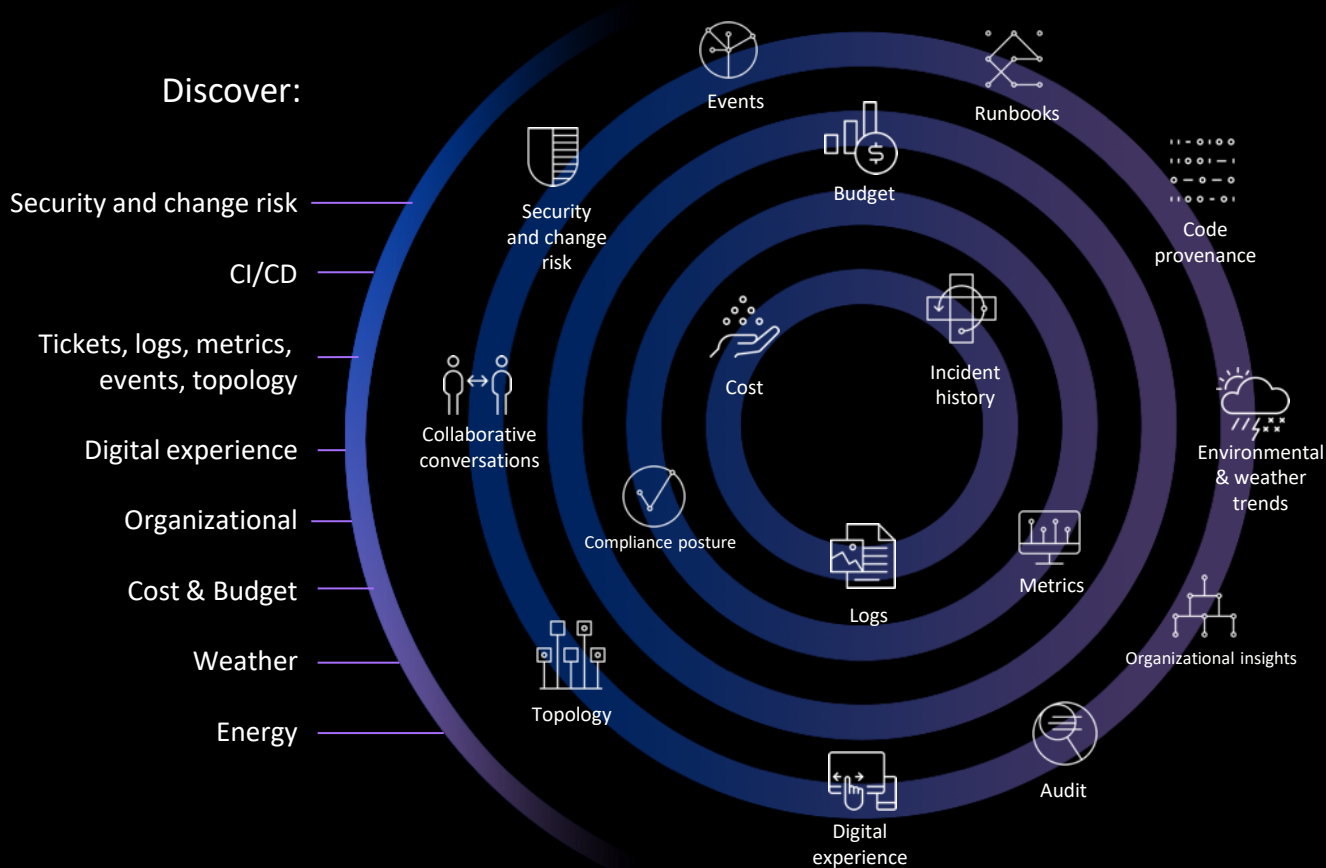 Discover:
Security and change risk
CI/CD
Tickets, logs, metrics,
events, topology
Digital experience
Organizational
Cost & Budget
Weather
Energy
Events
Runbooks
Budget
Security
and change
risk
Code
provenance
Cost
Incident
history
Collaborative
conversations
Environmental
& weather
trends
Compliance posture
Logs
Metrics
Organizational insights
Topology
Audit
Digital
experience